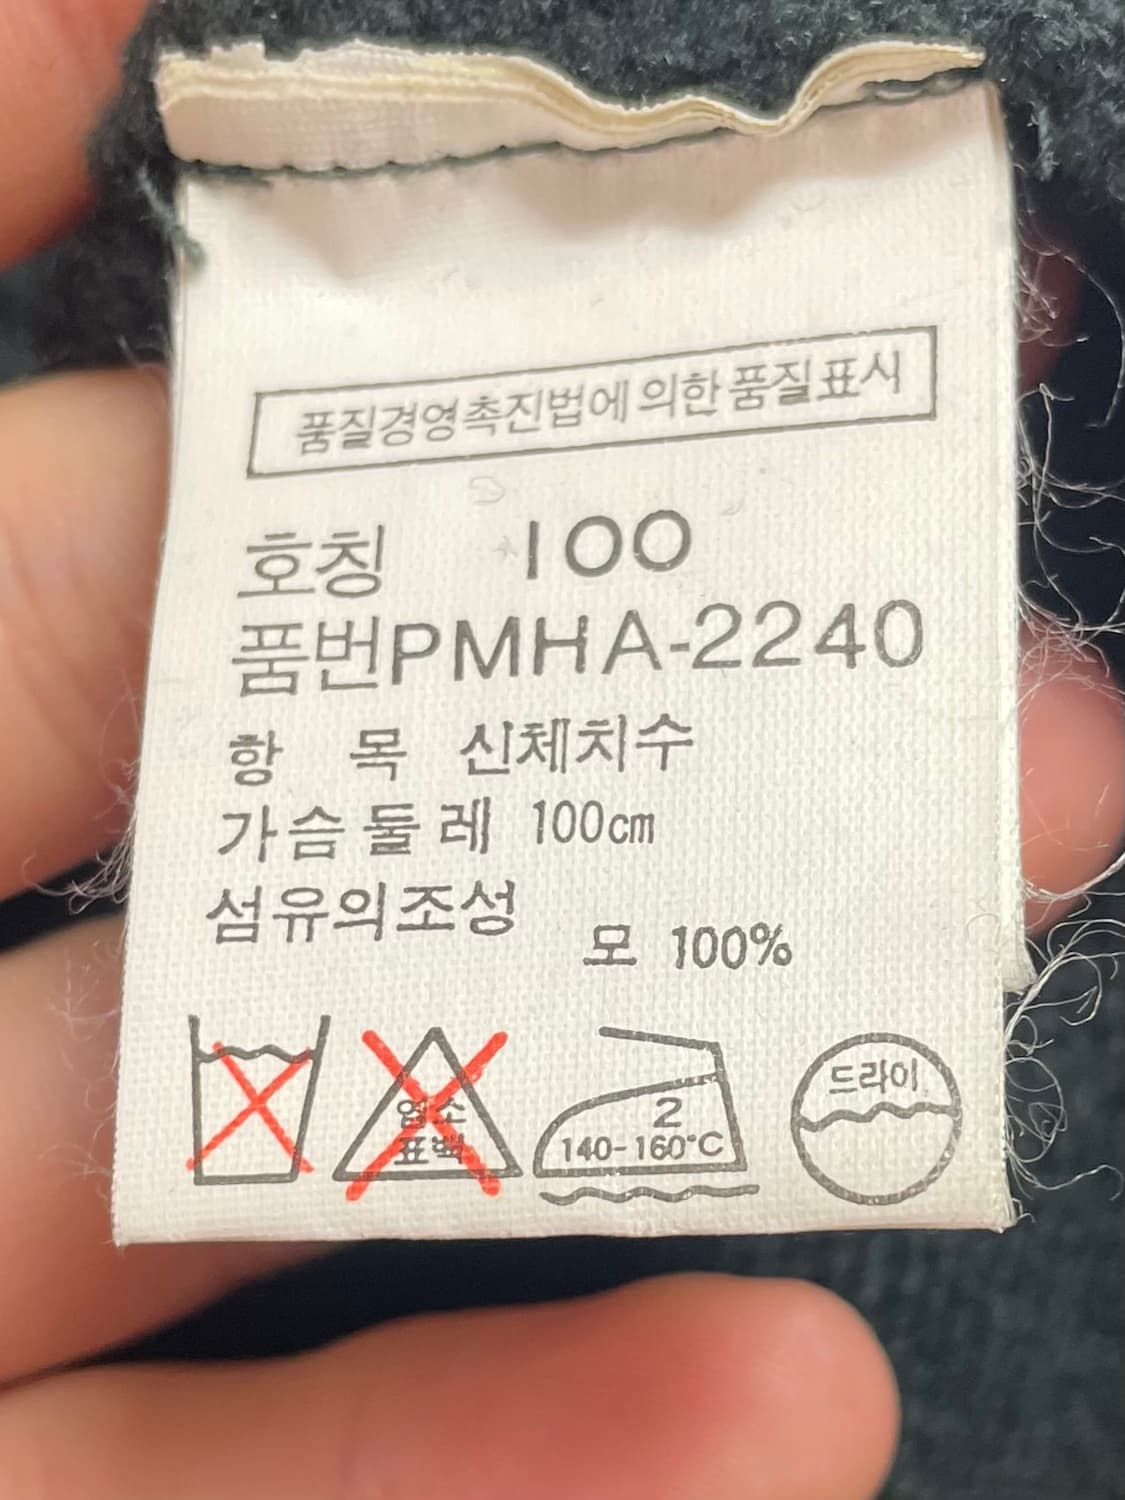 품질경영촉진법에 의한 품질표시
호칭 100
품번PMHA-2240
항 목 신체치수
가슴둘레 100cm
섬유의조성
모 100%
염소
표백
2
140-160°C
드라이